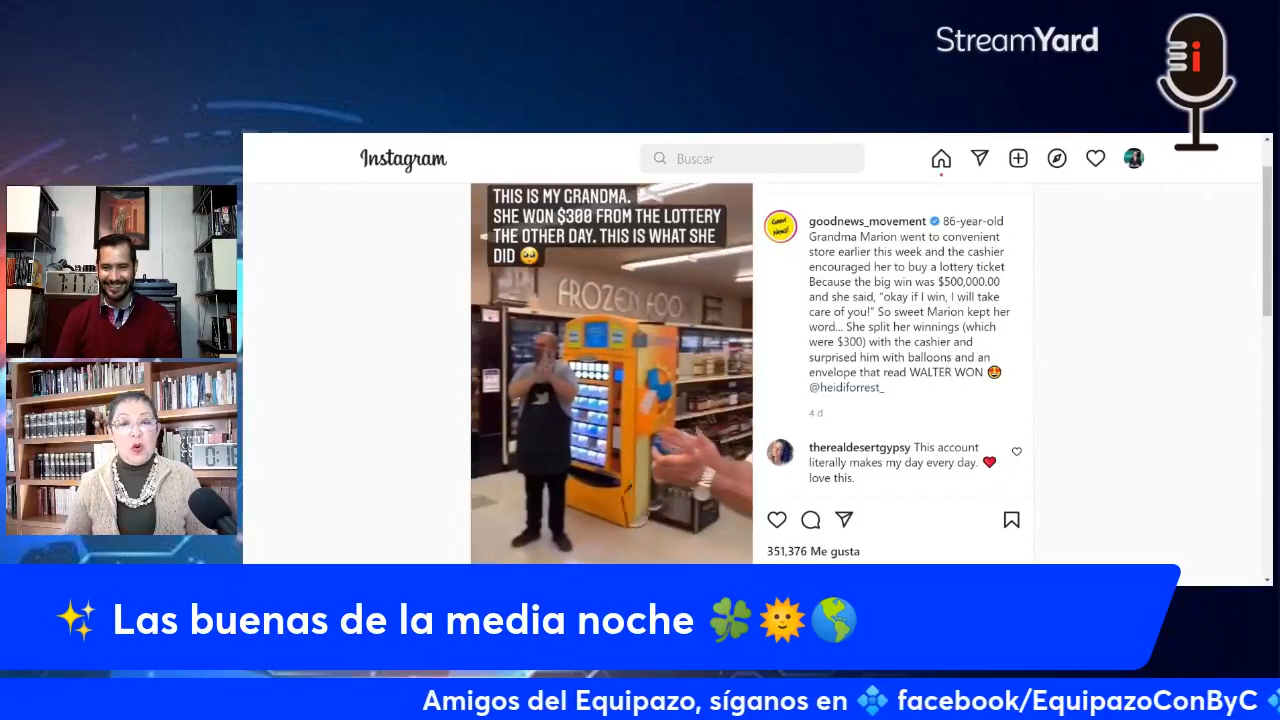 StreamYard
Instagram
Buscar
THIS IS MY GRANDMA.
SHE WON $300 FROM THE LOTTERY
THE OTHER DAY. THIS IS WHAT SHE
DID 🥺
FROZEN FOO
goodnews_movement 86-year-old
Grandma Marion went to convenient
store earlier this week and the cashier
encouraged her to buy a lottery ticket
Because the big win was $500,000.00
and she said, "okay if I win, I will take
care of you!" So sweet Marion kept her
word... She split her winnings (which
were $300) with the cashier and
surprised him with balloons and an
envelope that read WALTER WON 😍
@heidiforrest_
4 d
therealdesertgypsy This account
literally makes my day every day. ❤️
love this.
351,376 Me gusta
✨ Las buenas de la media noche 🍀🌞🌎
Amigos del Equipazo, síganos en 💠 facebook/EquipazoConByC 💠